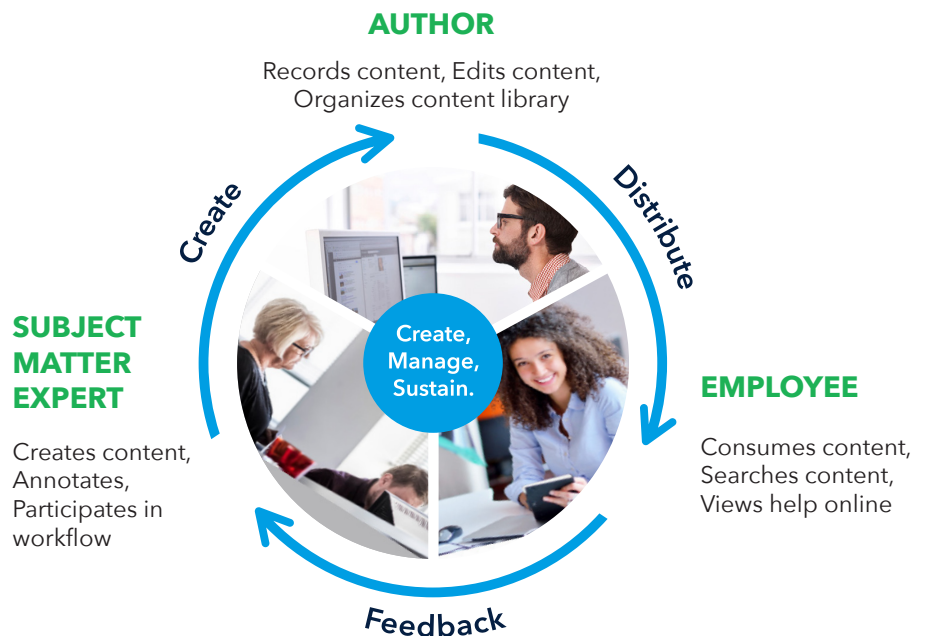 AUTHOR
Records content, Edits content,
Organizes content library
Create
Distribute
SUBJECT
MATTER
EXPERT
Creates content,
Annotates,
Participates in
workflow
Create,
Manage,
Sustain.
EMPLOYEE
Consumes content,
Searches content,
Views help online
Feedback